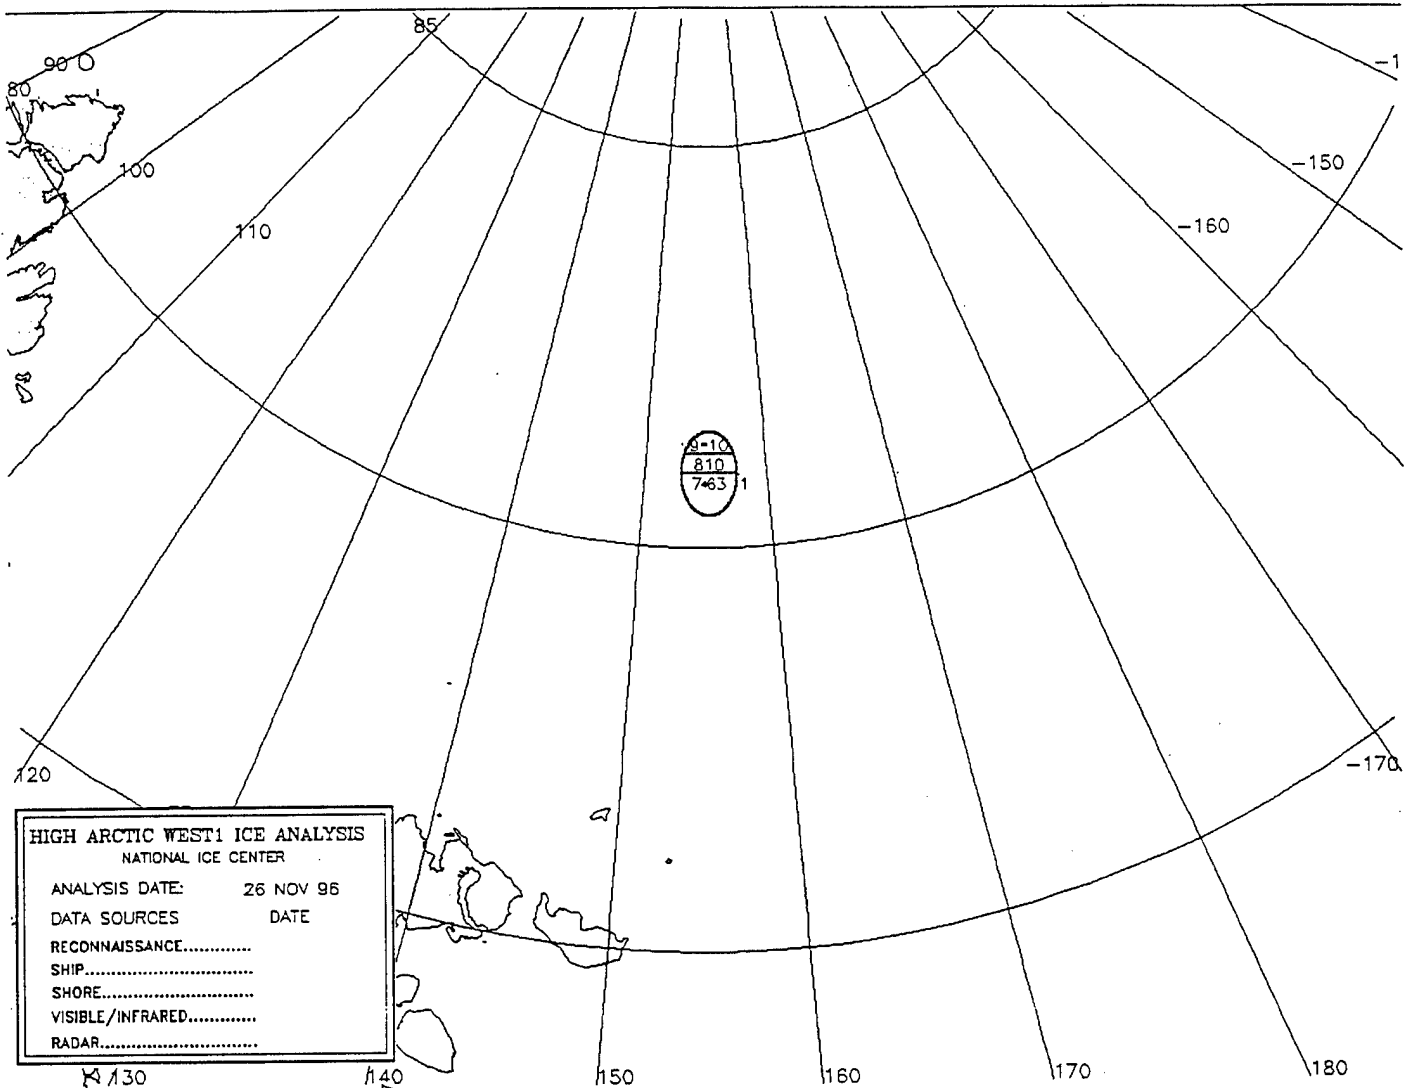 85
90
80
-1
100
-150
110
-160
9-10
810
7•63 1
120
-170
HIGH ARCTIC WEST1 ICE ANALYSIS
NATIONAL ICE CENTER
ANALYSIS DATE: 26 NOV 96
DATA SOURCES DATE
RECONNAISSANCE.............
SHIP................................
SHORE.............................
VISIBLE/INFRARED.............
RADAR..............................
130
140
150
160
170
180